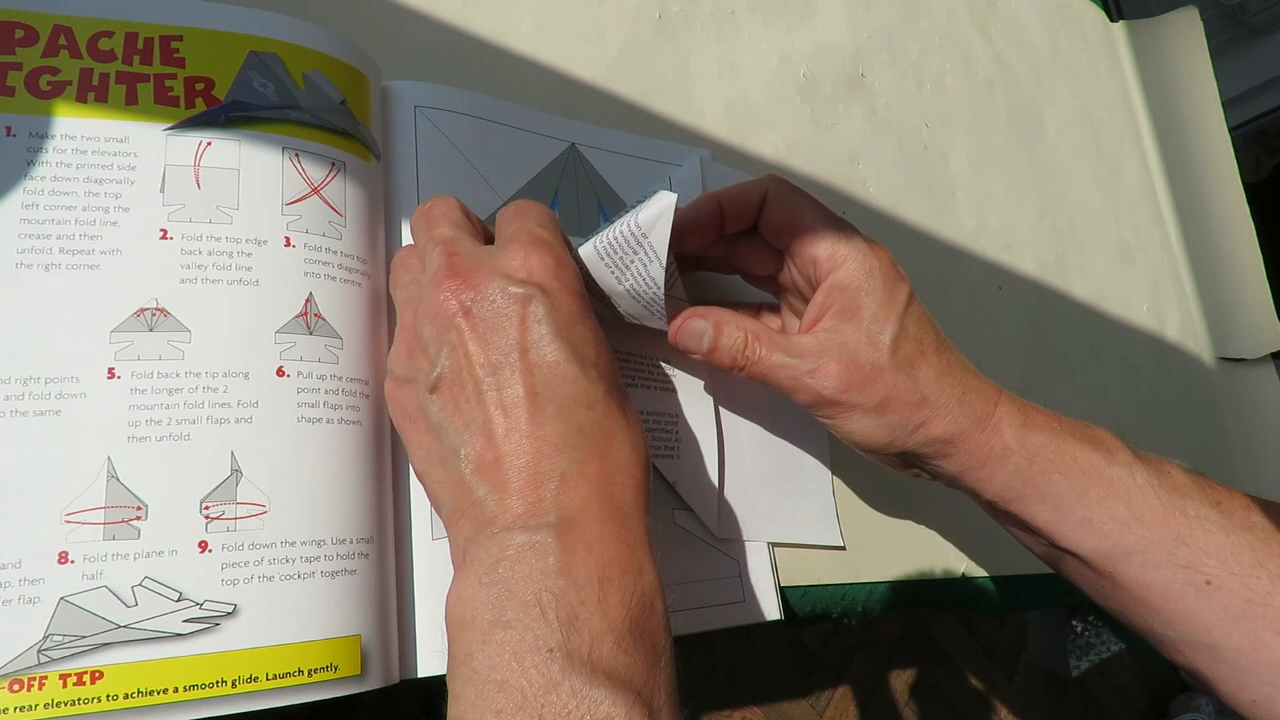 PACHE
IGHTER
1. Make the two small
cuts for the elevators.
With the printed side
face down diagonally
fold down, the top
left corner along the
mountain fold line,
crease and then
unfold. Repeat with
the right corner.
2. Fold the top edge
back along the
valley fold line
and then unfold.
3. Fold the two top
corners diagonally
into the centre.
nd right points
and fold down
o the same
5. Fold back the tip along
the longer of the 2
mountain fold lines. Fold
up the 2 small flaps and
then unfold.
6. Pull up the central
point and fold the
small flaps into
shape as shown.
and
ap, then
er flap.
8. Fold the plane in
half.
9. Fold down the wings. Use a small
piece of sticky tape to hold the
top of the 'cockpit' together.
-OFF TIP
e rear elevators to achieve a smooth glide. Launch gently.
development
behavioural difficulties